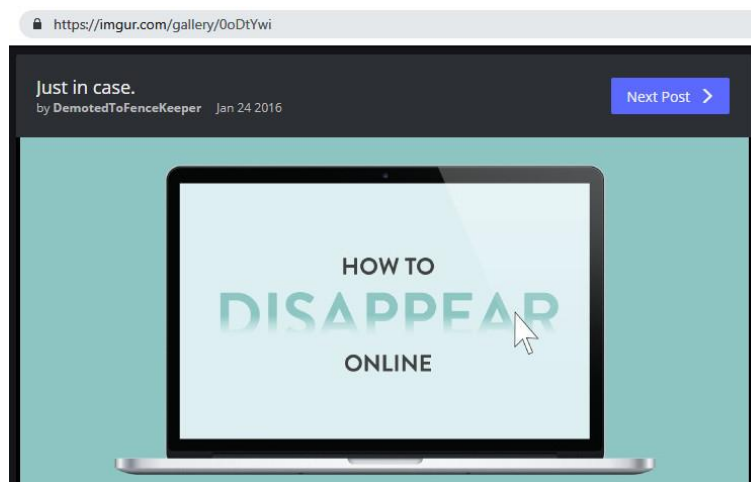 https://imgur.com/gallery/0oDtYwi
Just in case.
by DemotedToFenceKeeper Jan 24 2016
Next Post
HOW TO
DISAPPEAR
ONLINE